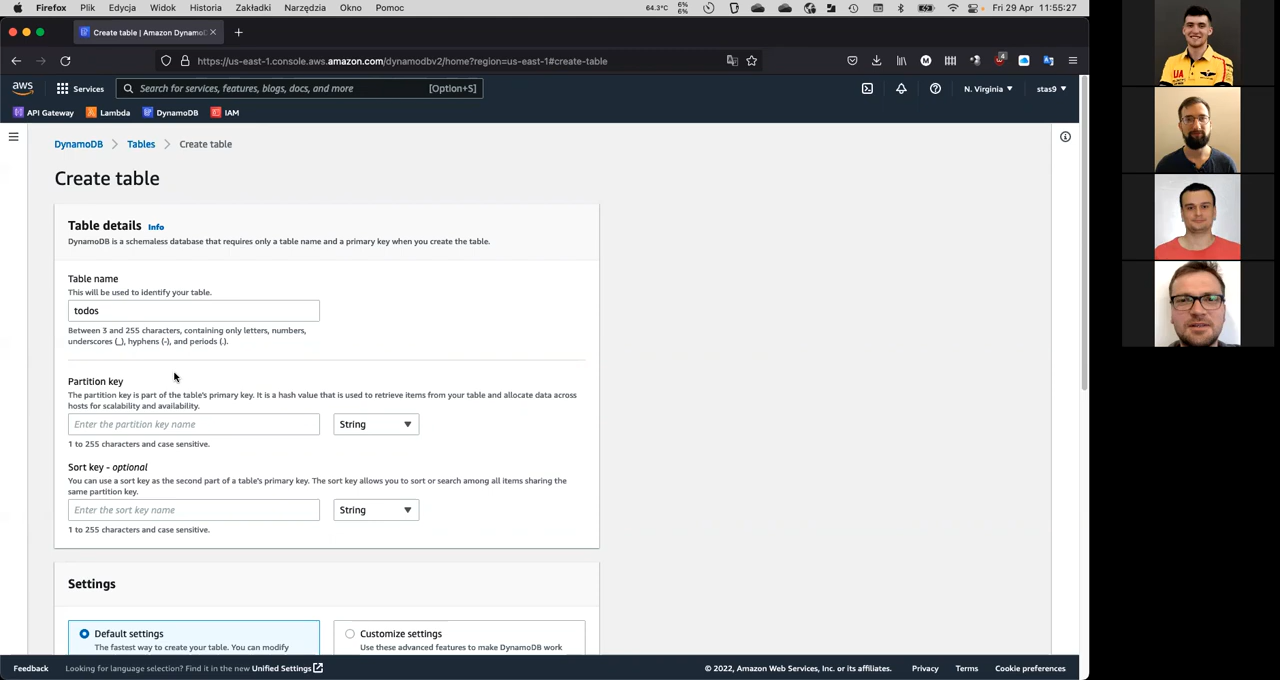 Firefox Plik Edycja Widok Historia Zakładki Narzędzia Okno Pomoc 64.3°C 6% 6% Fri 29 Apr 11:55:27
Create table | Amazon Dynamo
https://us-east-1.console.aws.amazon.com/dynamodbv2/home?region=us-east-1#create-table
aws Services Search for services, features, blogs, docs, and more [Option+S] N. Virginia stas9
API Gateway Lambda DynamoDB IAM
DynamoDB Tables Create table
Create table
Table details Info
DynamoDB is a schemaless database that requires only a table name and a primary key when you create the table.
Table name
This will be used to identify your table.
todos
Between 3 and 255 characters, containing only letters, numbers,
underscores (_), hyphens (-), and periods (.).
Partition key
The partition key is part of the table's primary key. It is a hash value that is used to retrieve items from your table and allocate data across
hosts for scalability and availability.
Enter the partition key name String
1 to 255 characters and case sensitive.
Sort key - optional
You can use a sort key as the second part of a table's primary key. The sort key allows you to sort or search among all items sharing the
same partition key.
Enter the sort key name String
1 to 255 characters and case sensitive.
Settings
Default settings Customize settings
The fastest way to create your table. You can modify Use these advanced features to make DynamoDB work
Feedback Looking for language selection? Find it in the new Unified Settings © 2022, Amazon Web Services, Inc. or its affiliates. Privacy Terms Cookie preferences